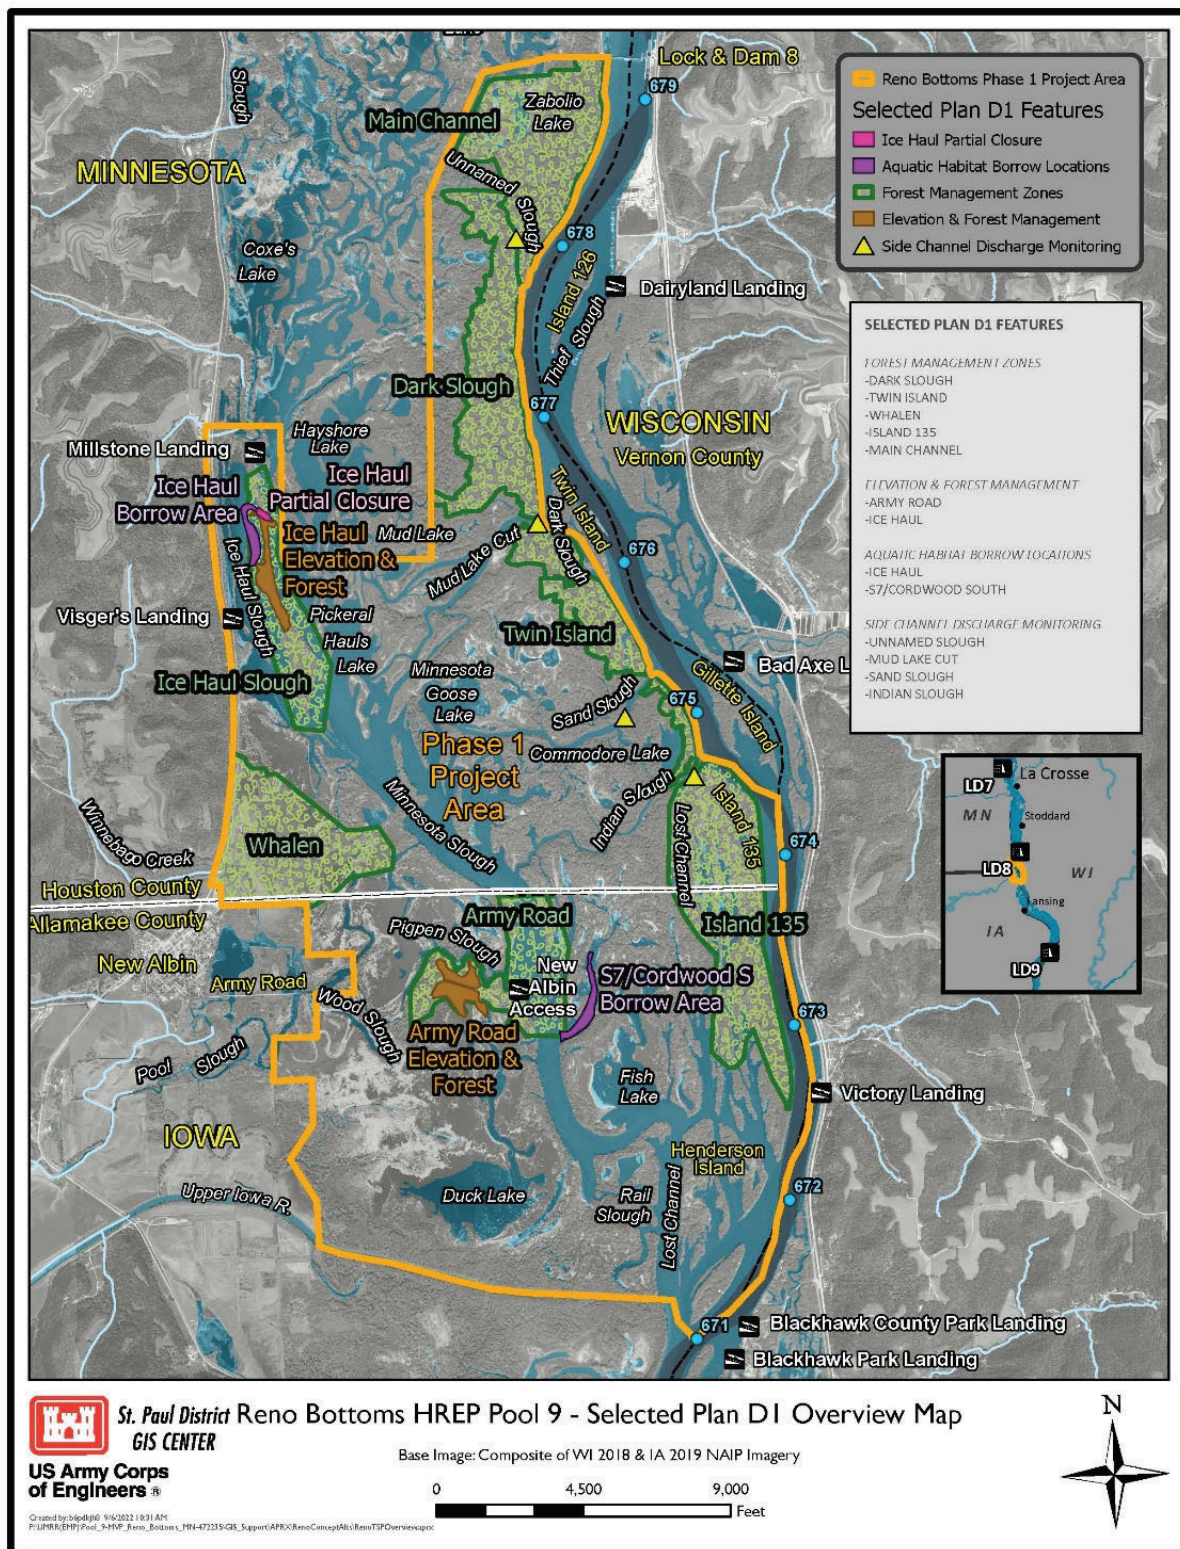 Lock & Dam 8
679
Zabolio
Lake
Main Channel
Slough
Unnamed
Slough
MINNESOTA
678
Coxe's
Lake
Island 126
Dairyland Landing
Thief Slough
Dark Slough
677
WISCONSIN
Vernon County
Hayshore
Lake
Millstone Landing
Ice Haul
Partial Closure
Ice Haul
Borrow Area
Twin Island
Dark Slough
Ice Haul
Elevation &
Forest
Mud Lake
Mud Lake Cut
676
Ice Haul Slough
Visger's Landing
Pickeral
Hauls
Lake
Twin Island
Bad Axe L
Gillette Island
Minnesota
Goose
Lake
Ice Haul Slough
Sand Slough
675
Phase 1
Project
Area
Commodore Lake
Minnesota Slough
Indian Slough
Lost Channel
Island 135
Winnebago Creek
Whalen
674
Houston County
Allamakee County
Army Road
Island 135
Pigpen Slough
New Albin
Army Road
New
Albin
Access
S7/Cordwood S
Borrow Area
Wood Slough
673
Army Road
Elevation &
Forest
Pool
Slough
Fish
Lake
Victory Landing
IOWA
Henderson
Island
Upper Iowa R.
Duck Lake
Rail
Slough
Lost Channel
672
671
Blackhawk County Park Landing
Blackhawk Park Landing
Reno Bottoms Phase 1 Project Area
Selected Plan D1 Features
Ice Haul Partial Closure
Aquatic Habitat Borrow Locations
Forest Management Zones
Elevation & Forest Management
Side Channel Discharge Monitoring
SELECTED PLAN D1 FEATURES
FOREST MANAGEMENT ZONES
-DARK SLOUGH
-TWIN ISLAND
-WHALEN
-ISLAND 135
-MAIN CHANNEL
ELEVATION & FOREST MANAGEMENT
-ARMY ROAD
-ICE HAUL
AQUATIC HABITAT BORROW LOCATIONS
-ICE HAUL
-S7/CORDWOOD SOUTH
SIDE CHANNEL DISCHARGE MONITORING
-UNNAMED SLOUGH
-MUD LAKE CUT
-SAND SLOUGH
-INDIAN SLOUGH
LD7
La Crosse
MN
Stoddard
LD8
WI
Lansing
IA
LD9
St. Paul District
GIS CENTER
US Army Corps
of Engineers ®
Reno Bottoms HREP Pool 9 - Selected Plan D1 Overview Map
Base Image: Composite of WI 2018 & IA 2019 NAIP Imagery
0 4,500 9,000
Feet
N